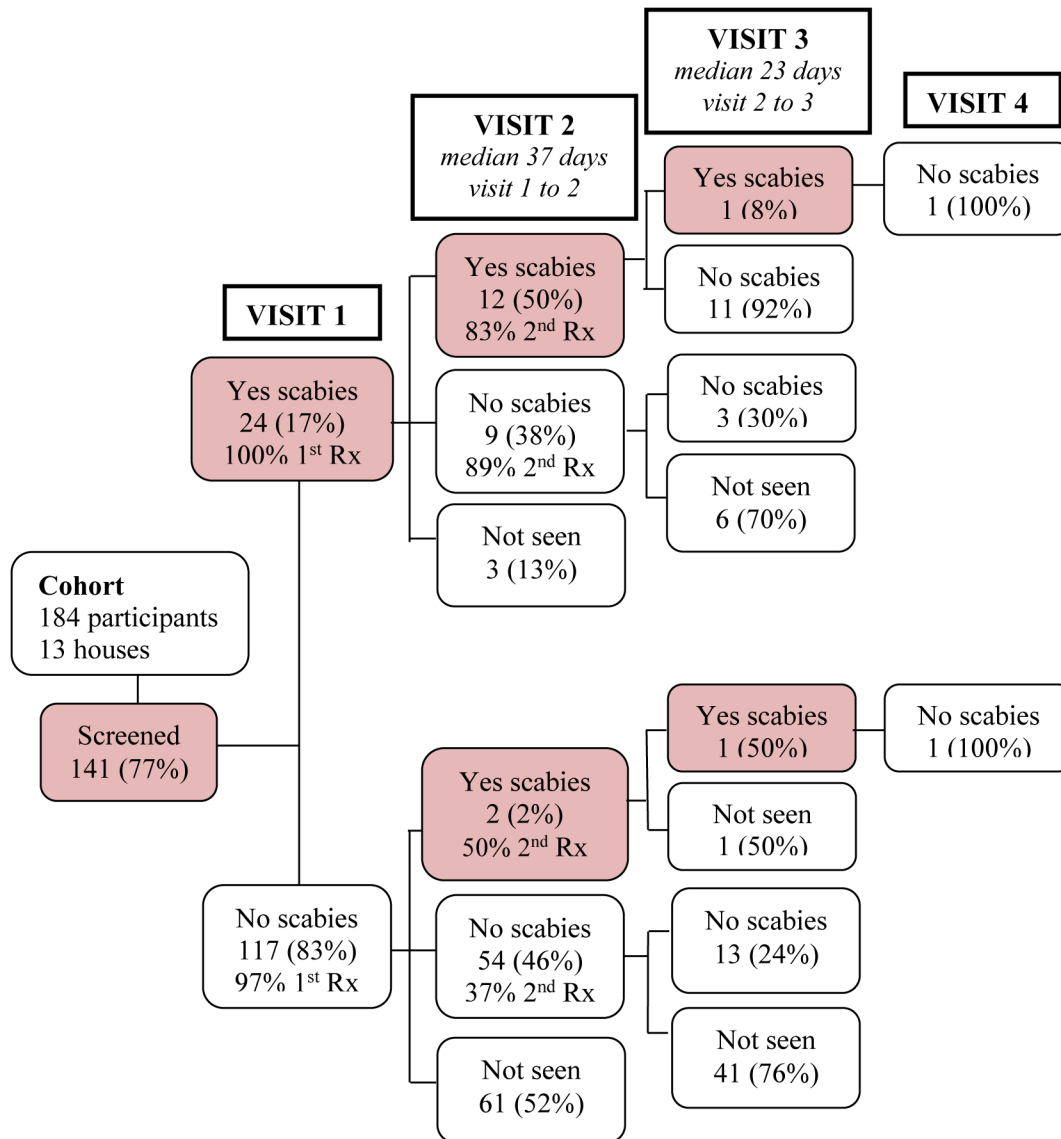 VISIT 1
VISIT 2
median 37 days
visit 1 to 2
VISIT 3
median 23 days
visit 2 to 3
VISIT 4
Cohort
184 participants
13 houses
Screened
141 (77%)
Yes scabies
24 (17%)
100% 1st Rx
Yes scabies
12 (50%)
83% 2nd Rx
Yes scabies
1 (8%)
No scabies
1 (100%)
No scabies
11 (92%)
No scabies
9 (38%)
89% 2nd Rx
No scabies
3 (30%)
Not seen
6 (70%)
Not seen
3 (13%)
No scabies
117 (83%)
97% 1st Rx
Yes scabies
2 (2%)
50% 2nd Rx
Yes scabies
1 (50%)
No scabies
1 (100%)
Not seen
1 (50%)
No scabies
54 (46%)
37% 2nd Rx
No scabies
13 (24%)
Not seen
41 (76%)
Not seen
61 (52%)